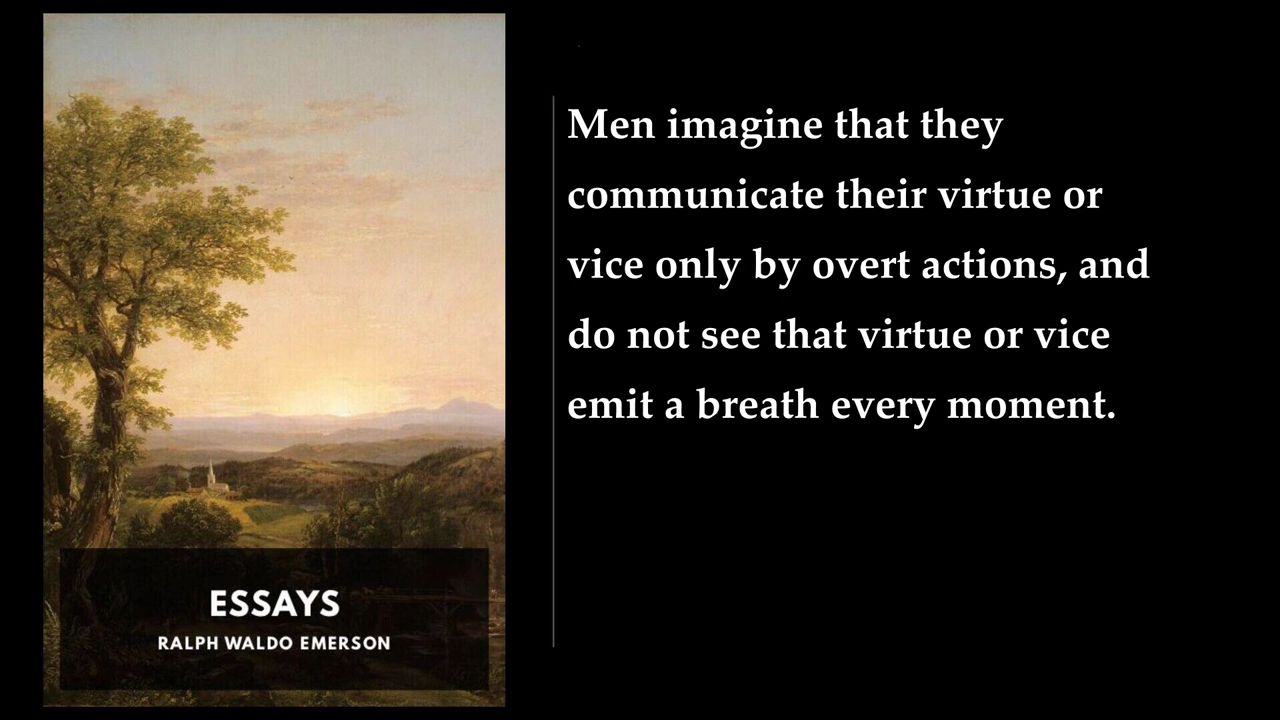 ESSAYS
RALPH WALDO EMERSON
Men imagine that they
communicate their virtue or
vice only by overt actions, and
do not see that virtue or vice
emit a breath every moment.